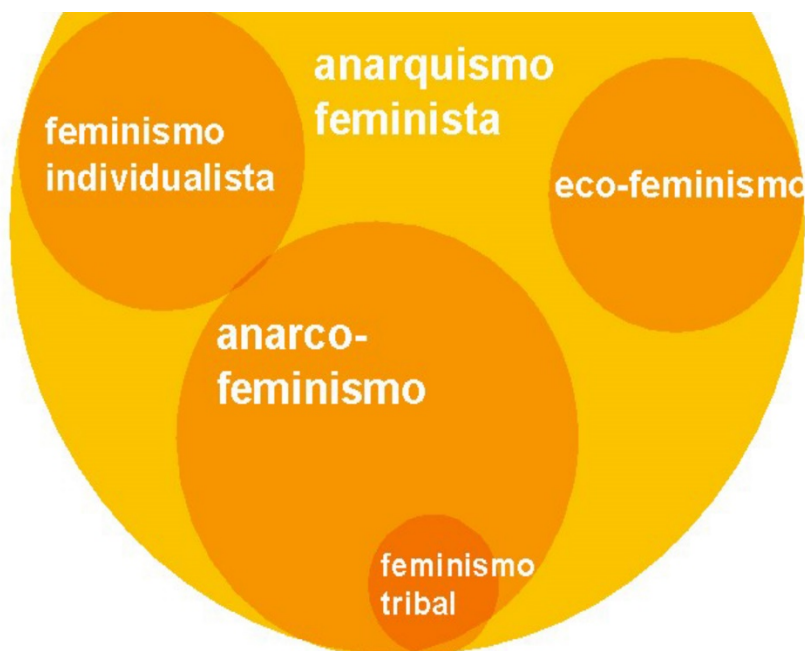 anarquismo
feminista
feminismo
individualista
eco-feminismo
anarco-
feminismo
feminismo
tribal